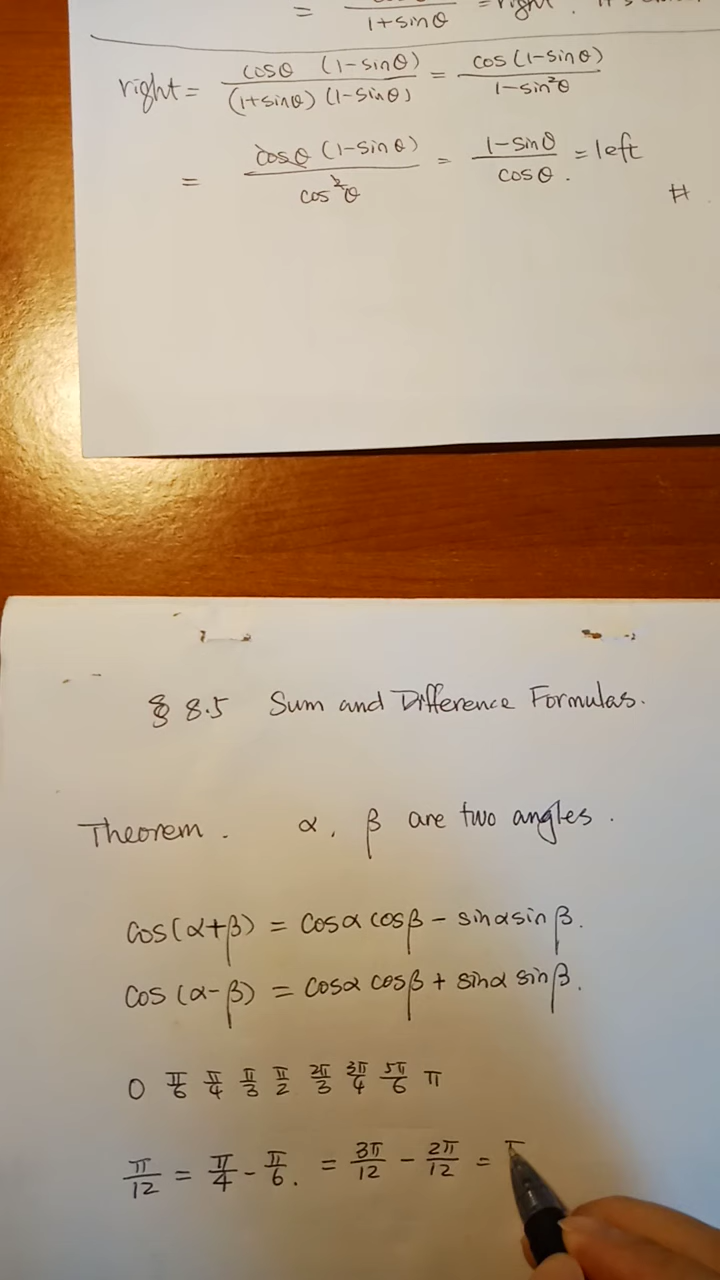 = 1+sinθ = right.
right = cosθ (1-sinθ) / (1+sinθ) (1-sinθ) = cos (1-sinθ) / 1-sin²θ
= cosθ (1-sinθ) / cos²θ = 1-sinθ / cosθ. = left #
§ 8.5 Sum and Difference Formulas.
Theorem. α, β are two angles.
cos(α+β) = cosα cosβ - sinα sinβ.
cos(α-β) = cosα cosβ + sinα sinβ.
0 π/6 π/4 π/3 π/2 2π/3 3π/4 5π/6 π
π/12 = π/4 - π/6. = 3π/12 - 2π/12 =